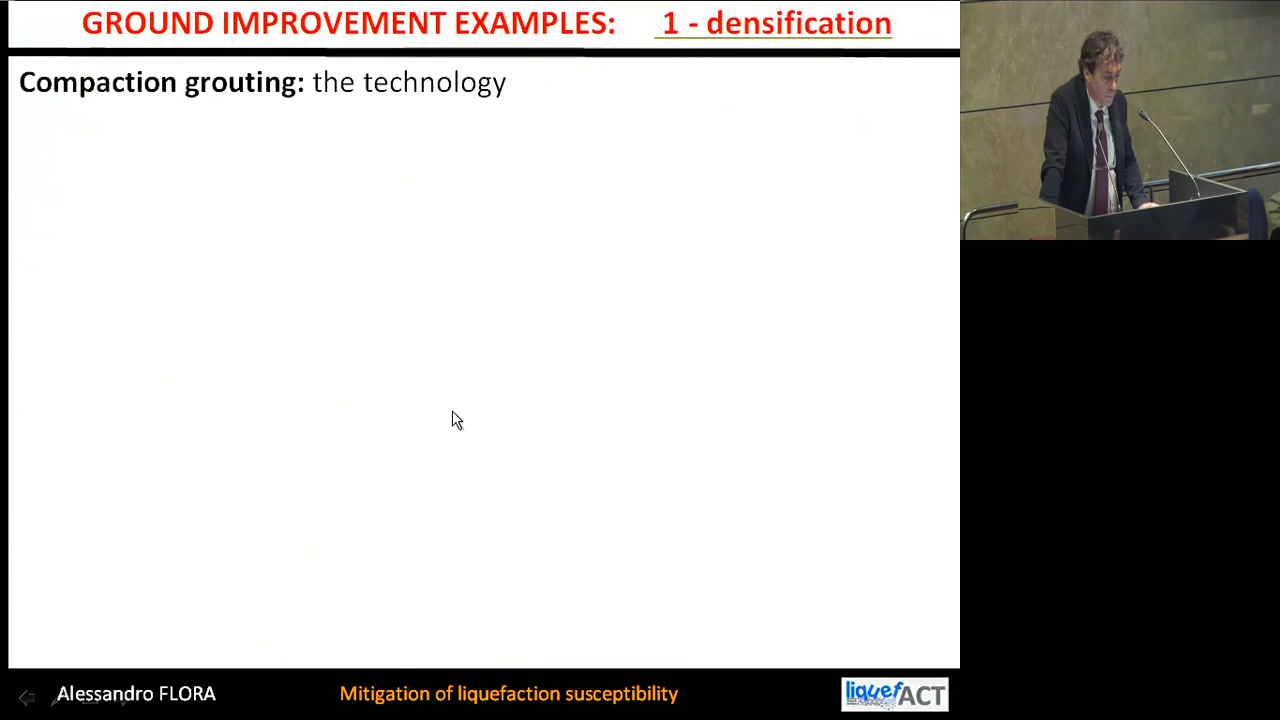 GROUND IMPROVEMENT EXAMPLES: 1 - densification
Compaction grouting: the technology
Alessandro FLORA
Mitigation of liquefaction susceptibility
liquefACT